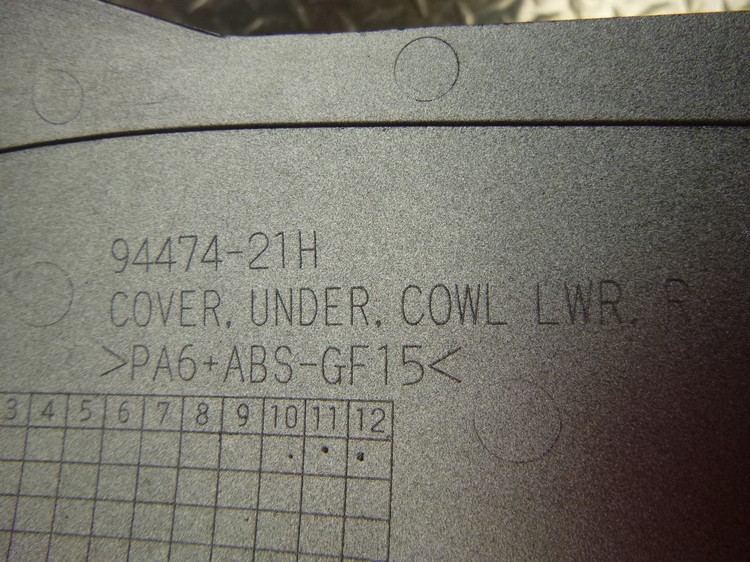 94474-21H
COVER, UNDER, COWL LWR, R
>PA6+ABS-GF15<
3 4 5 6 7 8 9 10 11 12